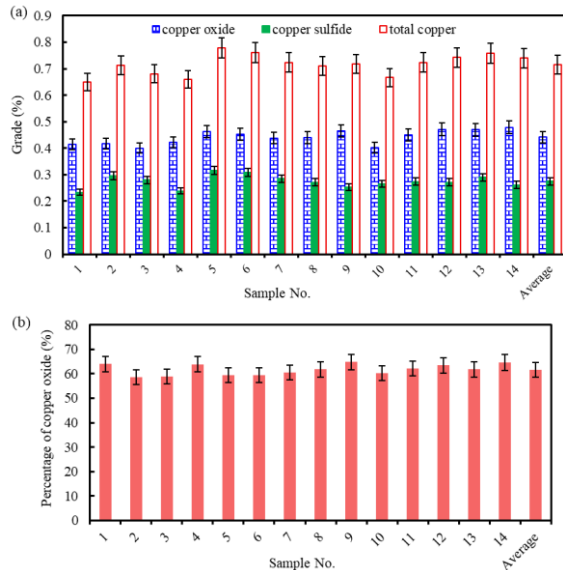 (a)
copper oxide copper sulfide total copper
0.9
0.8
0.7
0.6
0.5
0.4
0.3
0.2
0.1
0
Grade (%)
1 2 3 4 5 6 7 8 9 10 11 12 13 14 Average
Sample No.
(b)
80
70
60
50
40
30
20
10
0
Percentage of copper oxide (%)
1 2 3 4 5 6 7 8 9 10 11 12 13 14 Average
Sample No.